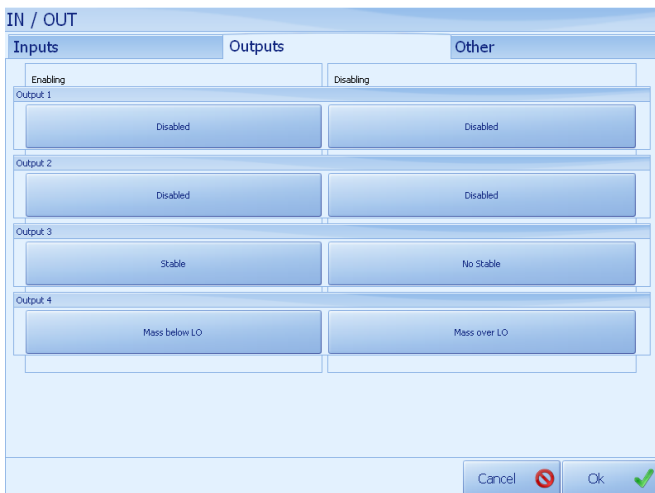 IN / OUT
Inputs Outputs Other
Enabling Disabling
Output 1
Disabled Disabled
Output 2
Disabled Disabled
Output 3
Stable No Stable
Output 4
Mass below LO Mass over LO
Cancel Ok